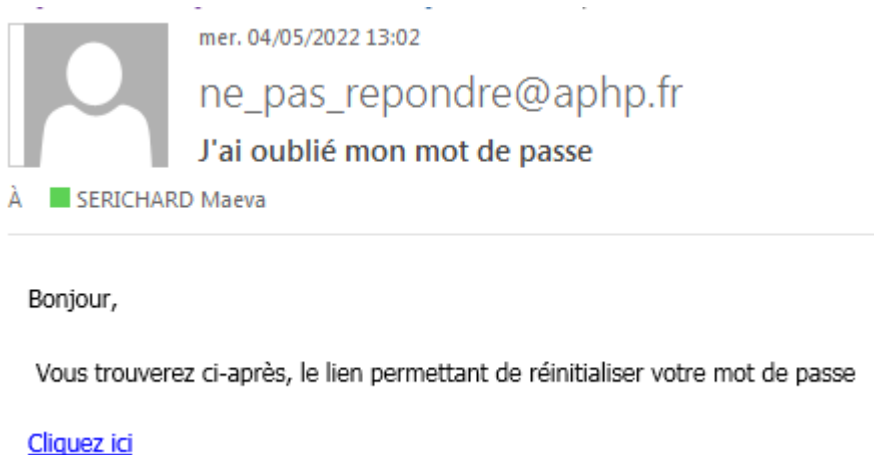 mer. 04/05/2022 13:02
ne_pas_repondre@aphp.fr
J'ai oublié mon mot de passe
À SERICHARD Maeva
Bonjour,
Vous trouverez ci-après, le lien permettant de réinitialiser votre mot de passe
Cliquez ici